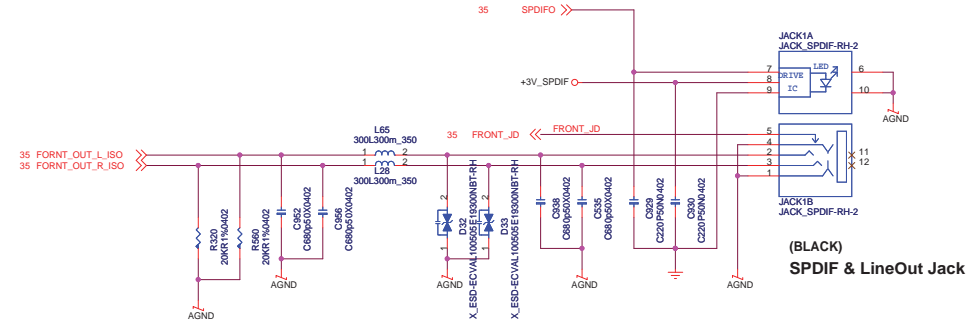 35 SPDIFO
JACK1A
JACK_SPDIF-RH-2
7
8
9
DRIVE
IC
LED
6
10
+3V_SPDIF
AGND
35 FRONT_JD
FRONT_JD
5
4
2
3
1
11
12
JACK1B
JACK_SPDIF-RH-2
L65
300L300m_350
35 FORNT_OUT_L_ISO
1 2
35 FORNT_OUT_R_ISO
1 2
L28
300L300m_350
R320
20KR1%0402
R560
20KR1%0402
C952
C680p50X0402
C956
C680p50X0402
2
D32
1
X_ESD-ECVAL100505E19300NBT-RH
2
D33
1
X_ESD-ECVAL100505E19300NBT-RH
C938
C680p50X0402
C535
C680p50X0402
C929
C220P50N0402
C930
C220P50N0402
AGND
AGND
AGND
AGND
AGND
(BLACK)
SPDIF & LineOut Jack